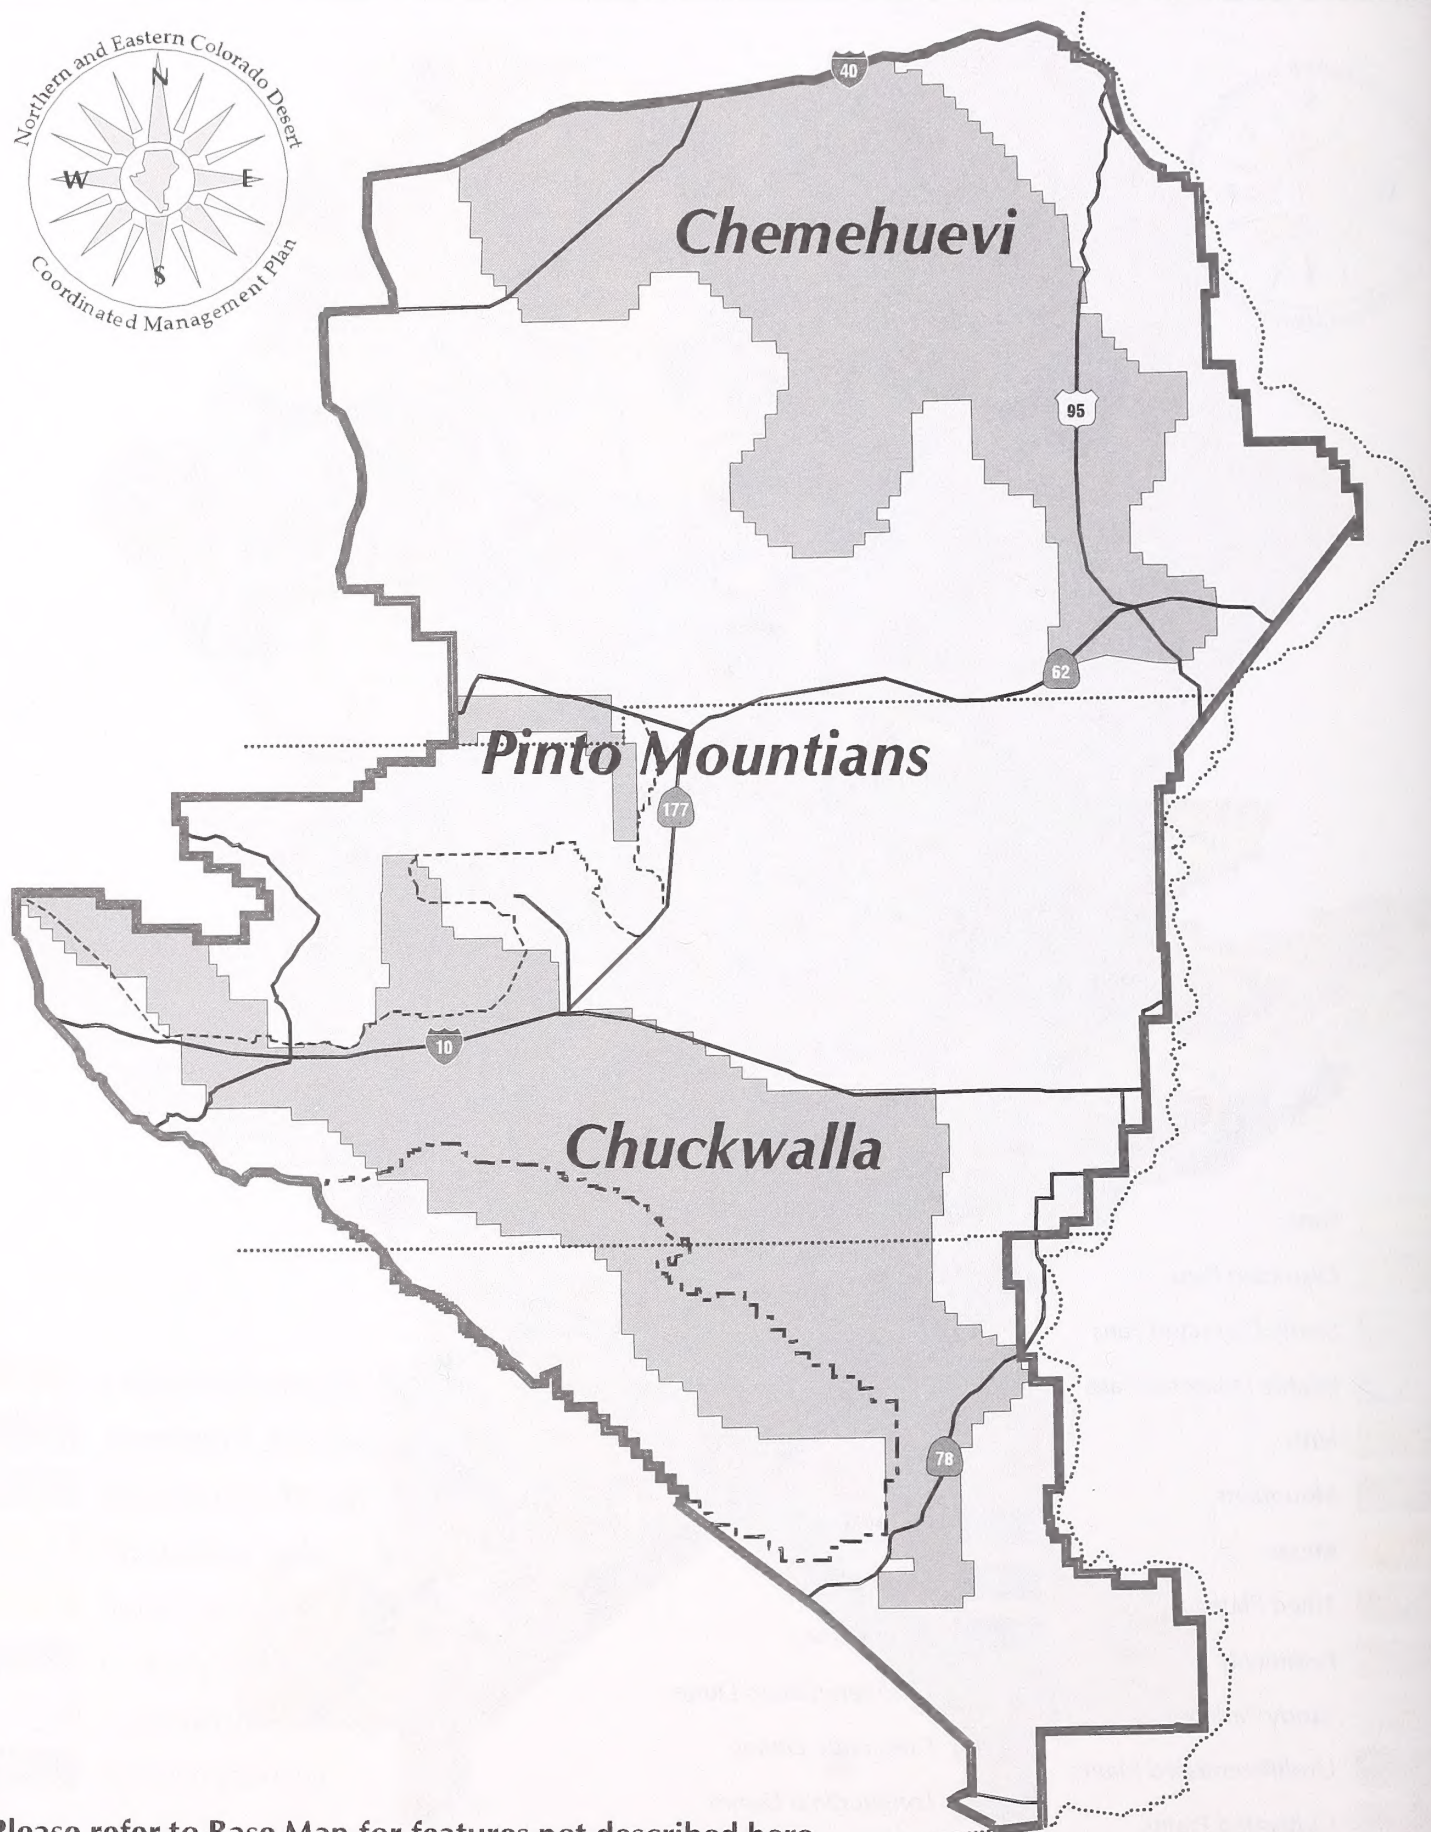 Northern and Eastern Colorado Desert
N
W
E
S
Coordinated Management Plan
40
Chemehuevi
95
62
Pinto Mountians
177
10
Chuckwalla
78
Please refer to Base Map for features not described here